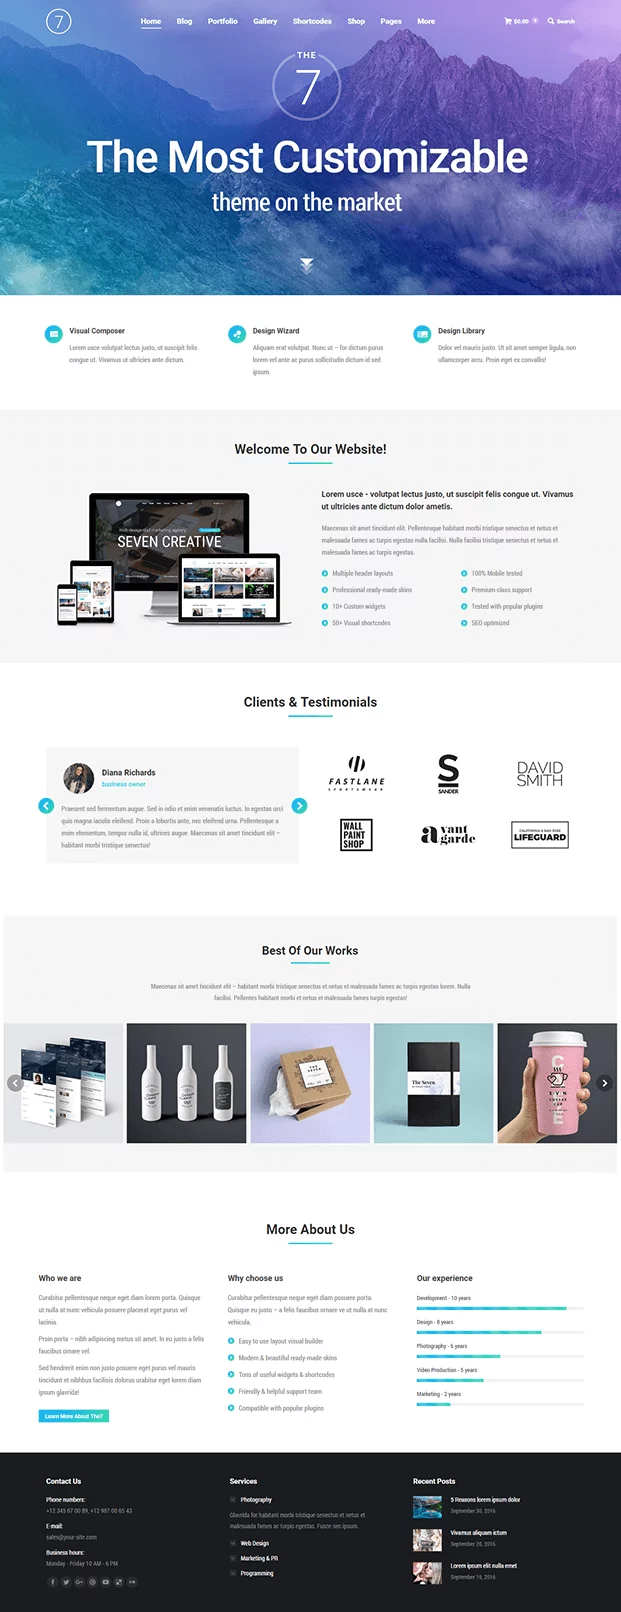 7
Home Blog Portfolio Gallery Shortcodes Shop Pages More
$0.00 0 Search
THE
7
The Most Customizable
theme on the market
Visual Composer
Lorem usce volutpat lectus justo, ut suscipit felis
congue ut. Vivamus ut ultricies ante dictum.
Design Wizard
Aliquam erat volutpat. Nunc ut – for dictum purus
lorem vel ante ac purus sollicitudin dictum id sed
ipsum.
Design Library
Dolor vel mauris justo. Ut sit amet semper ligula, non
ullamcorper arcu. Proin eget ex convallis!
Welcome To Our Website!
Web design and marketing agency
SEVEN CREATIVE
Lorem usce - volutpat lectus justo, ut suscipit felis congue ut. Vivamus
ut ultricies ante dictum dolor ametis.
Maecenas sit amet tincidunt elit. Pellentesque habitant morbi tristique senectus et netus et
malesuada fames ac turpis egestas nulla facilisi. Nulla facilisi tristique senectus et netus et
malesuada fames ac turpis egestas.
Multiple header layouts
Professional ready-made skins
10+ Custom widgets
50+ Visual shortcodes
100% Mobile tested
Premium-class support
Tested with popular plugins
SEO optimized
Clients & Testimonials
Diana Richards
business owner
Praesent sed fermentum augue. Sed in odio et enim venenatis luctus. In egestas orci
quis magna iaculis eleifend. Proin a lobortis ante, nec eleifend urna. Pellentesque a
enim elementum, tempor nulla id, ultrices augue. Maecenas sit amet tincidunt elit –
habitant morbi tristique senectus!
FASTLANE
SPORTSWEAR
S
SANDER
DAVID
SMITH
WALL
PAINT
SHOP
avant
garde
CALIFORNIA & SAN JOSE
LIFEGUARD
Best Of Our Works
Maecenas sit amet tincidunt elit – habitant morbi tristique senectus et netus et malesuada fames ac turpis egestas lorem. Nulla
facilisi. Pellentes habitant morbi et netus et malesuada fames turpis egestas!
THE
SEVEN
The Seven
More About Us
Who we are
Curabitur pellentesque neque eget diam lorem porta. Quisque
ut nulla at nunc vehicula posuere placerat eget purus vel
lacinia.
Proin porta – nibh adipiscing metus sit amet. In eu justo a felis
faucibus ornare vel.
Sed hendrerit enim non justo posuere eget purus vel mauris
tincidunt et nibhbus facilisis dolorus urabitur eget lorem diam
ipsum glavrida!
Learn More About The7
Why choose us
Curabitur pellentesque neque eget diam posuere porta.
Quisque eu justo – a felis faucibus ornare ve ut nulla at nunc
vehicula.
Easy to use layout visual builder
Modern & beautiful ready-made skins
Tons of useful widgets & shortcodes
Friendly & helpful support team
Compatible with popular plugins
Our experience
Development - 10 years
Design - 8 years
Photography - 6 years
Video Production - 5 years
Marketing - 2 years
Contact Us
Phone numbers:
+12 345 67 00 89, +12 987 00 65 43
E-mail:
sales@your-site.com
Business hours:
Monday - Friday 10 AM - 6 PM
Services
Photography
Glavrida for habitant morbi tristique senectus et netus et
malesuada fames ac turpis egestas. Fusce nec ipsum.
Web Design
Marketing & PR
Programming
Recent Posts
5 Reasons lorem ipsum dolor
September 30, 2016
Vivamus aliquam ictum
September 20, 2016
Lorem ipsum elit nulla emet
September 19, 2016